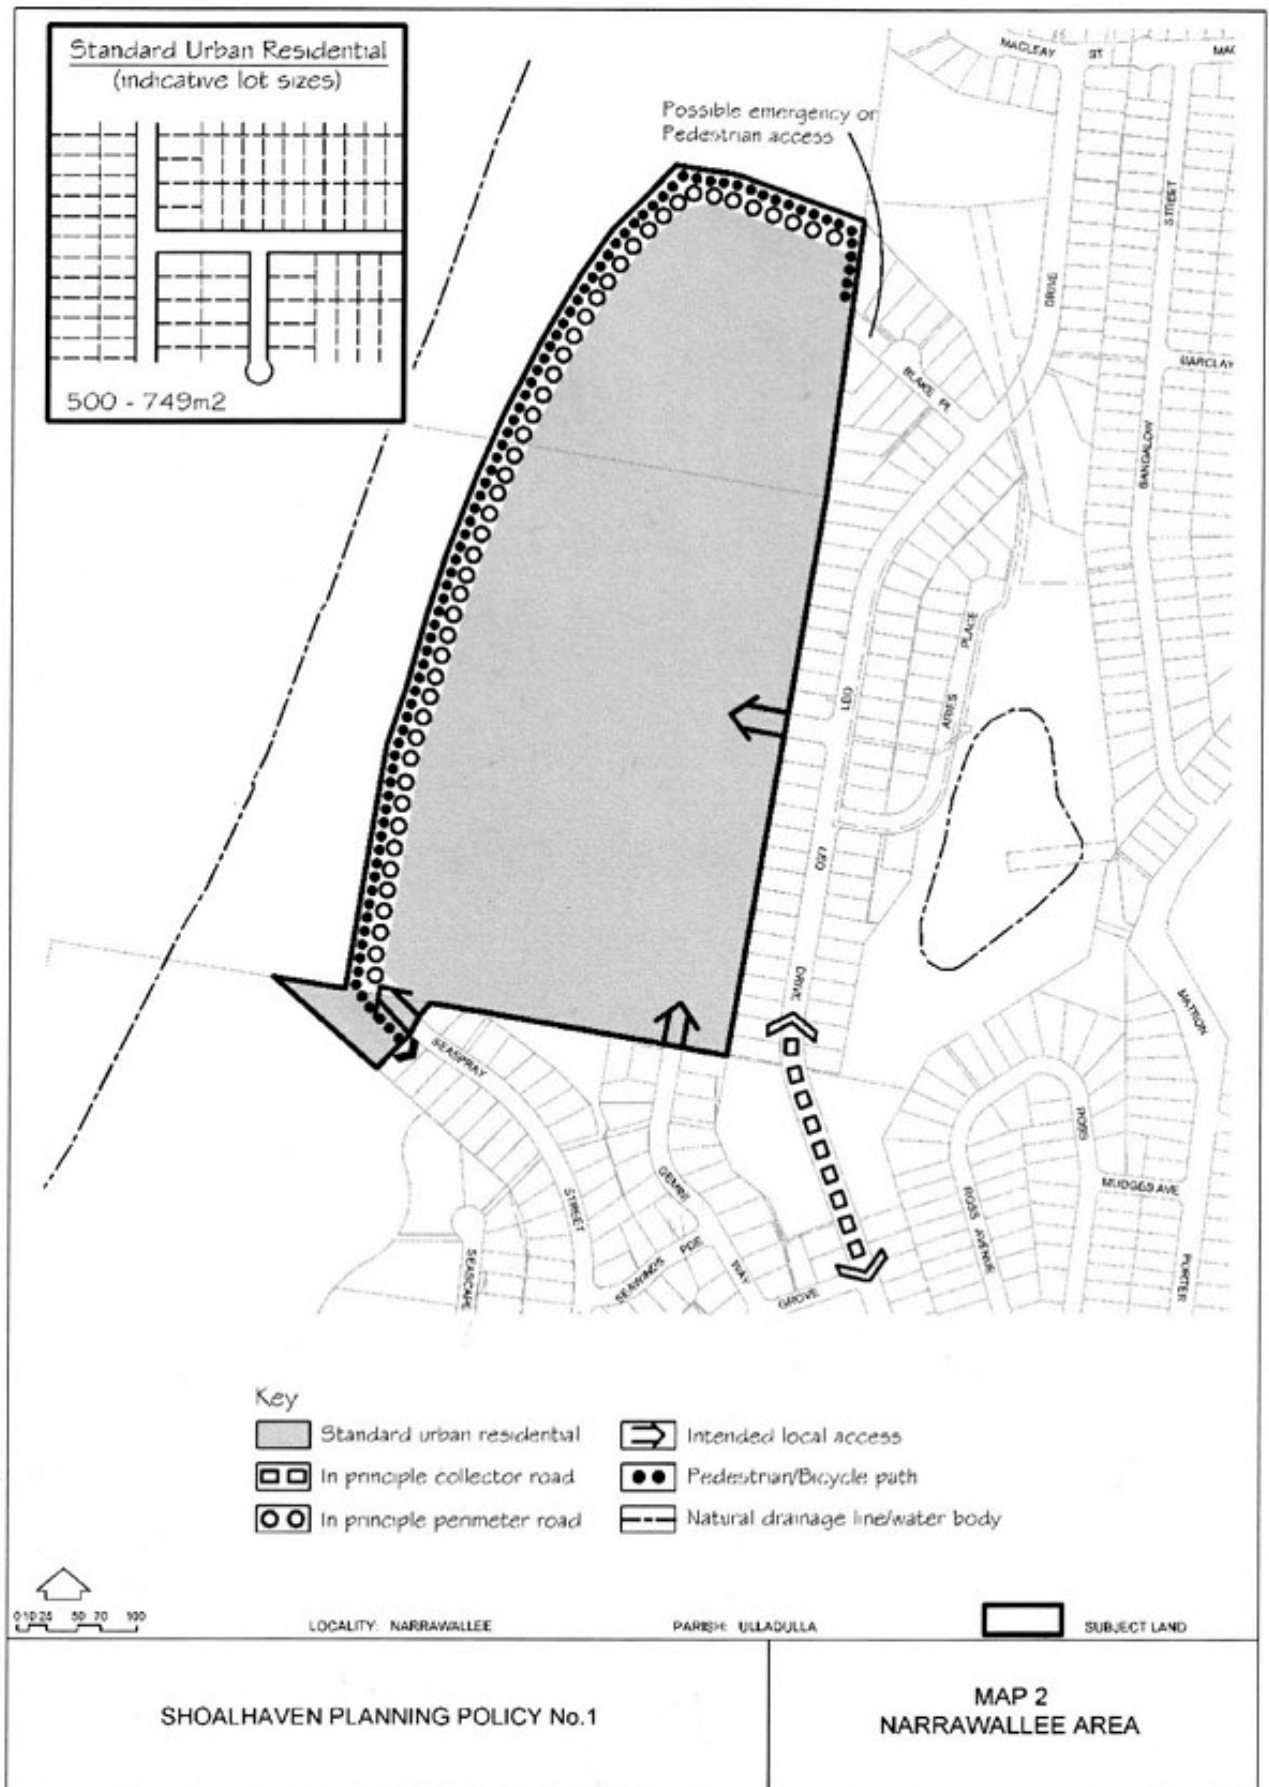 Standard Urban Residential
(indicative lot sizes)
500 - 749m2
Possible emergency or
Pedestrian access
MACLEAY ST
MAC
STREET
DRIVE
BARCLAY
BLAKE PL
BANGALOW
PLACE
ARIES
LEO
LEO
DRIVE
MATRON
SEASPRAY
STREET
ROSS
MUDGES AVE
ROSS AVENUE
PORTER
GEMINI
WAY
SEAWINDS PDE
GROVE
SEASCAPE
Key
Standard urban residential
In principle collector road
In principle perimeter road
Intended local access
Pedestrian/Bicycle path
Natural drainage line/water body
0 10 25 50 70 100
LOCALITY: NARRAWALLEE
PARISH: ULLADULLA
SUBJECT LAND
SHOALHAVEN PLANNING POLICY No.1
MAP 2
NARRAWALLEE AREA